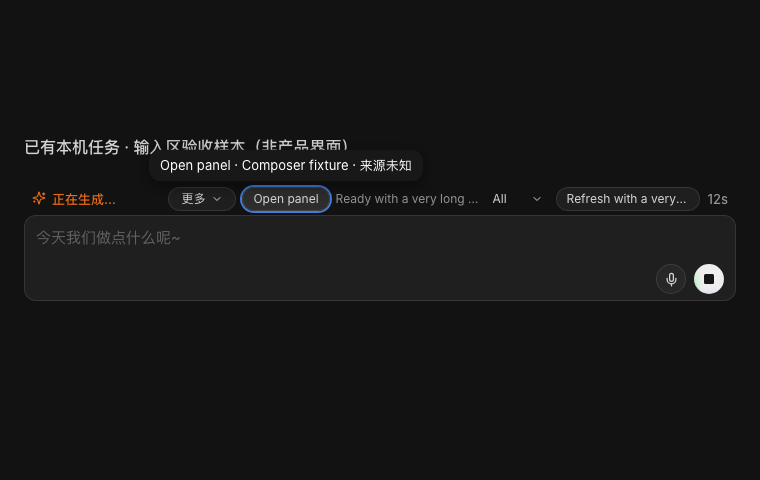 已有本机任务 · 输入区验收样本（非产品界面）
Open panel · Composer fixture · 来源未知
正在生成... 更多 Open panel Ready with a very long ... All Refresh with a very... 12s
今天我们做点什么呢~